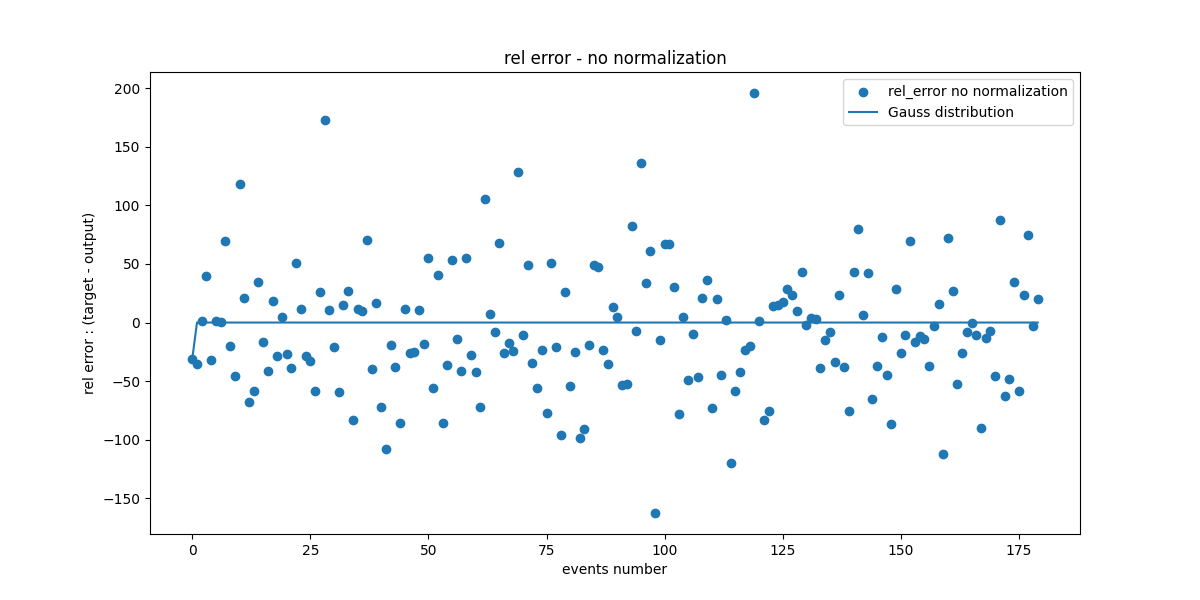 rel error - no normalization
rel_error no normalization
Gauss distribution
200
150
100
50
0
−50
−100
−150
rel error : (target - output)
0 25 50 75 100 125 150 175
events number